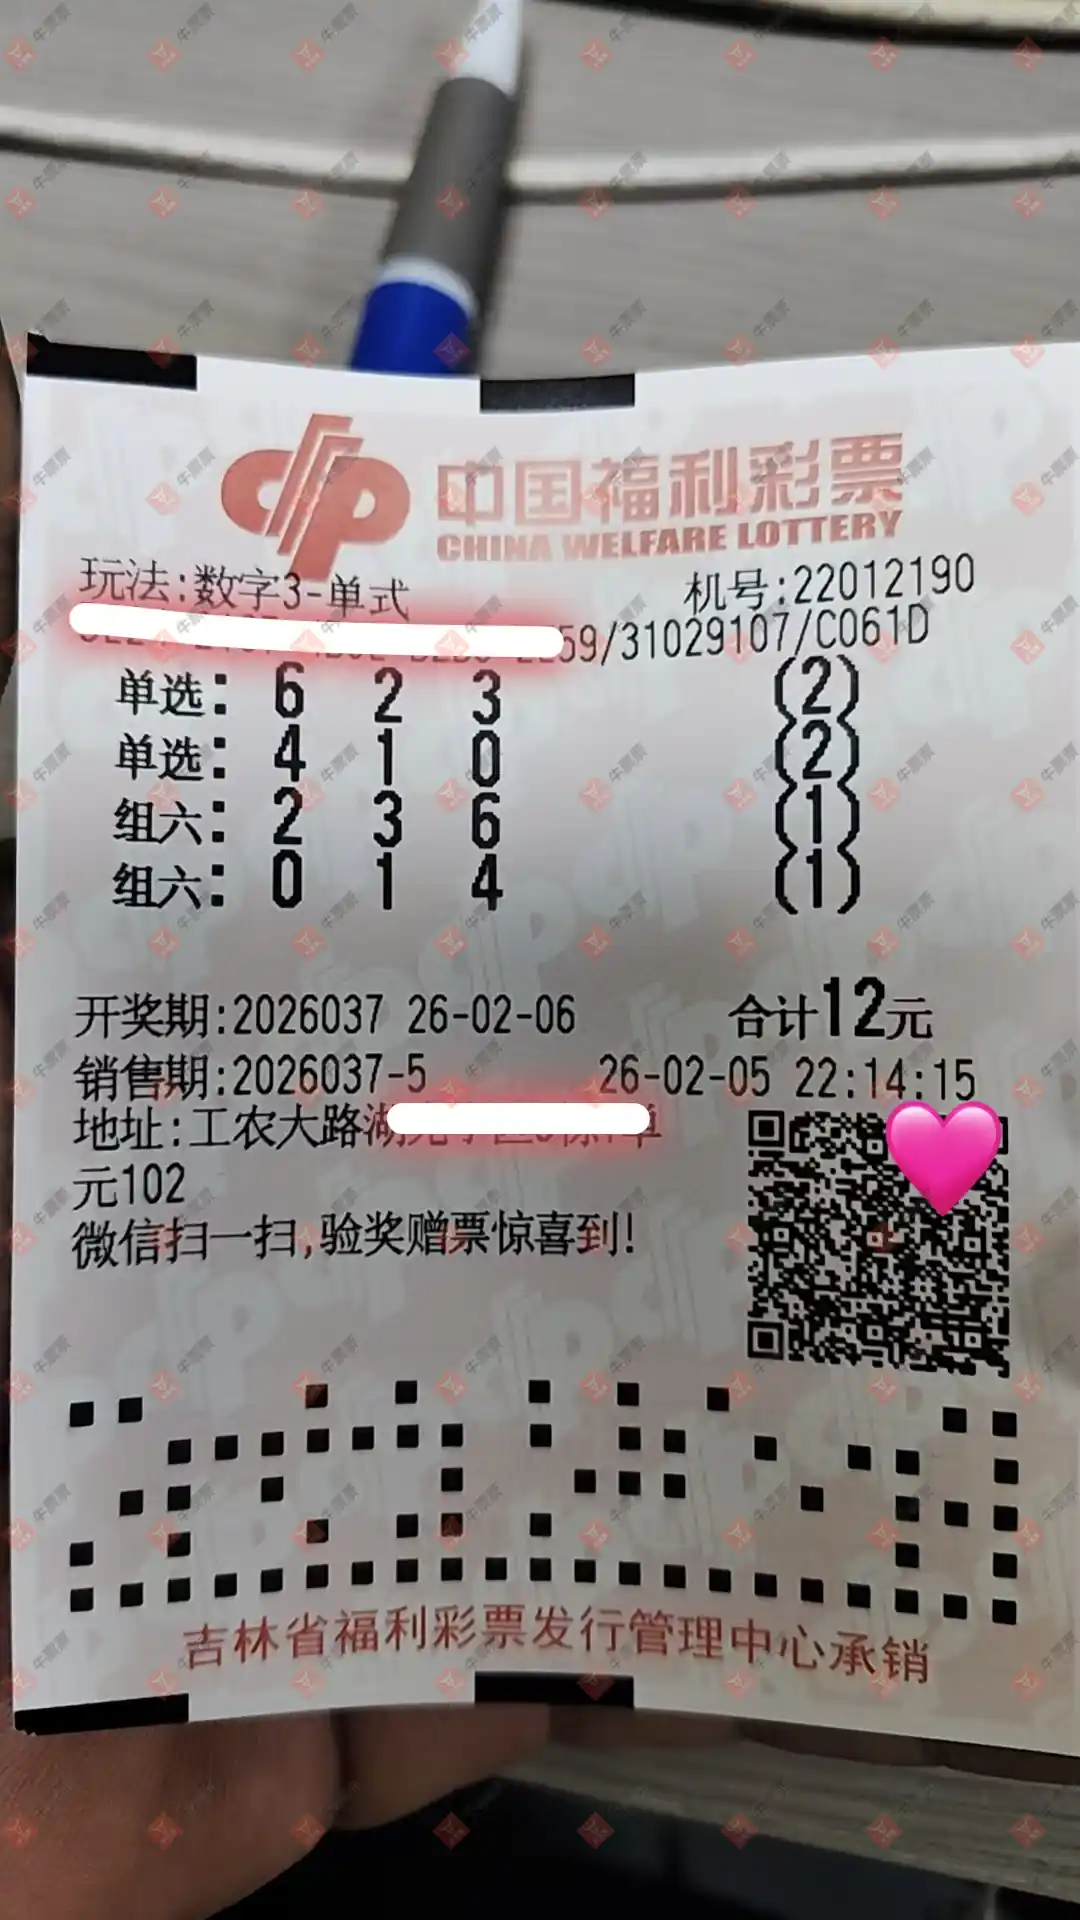 中国福利彩票
CHINA WELFARE LOTTERY
玩法:数字3-单式 机号:22012190
59/31029107/C061D
单选: 6 2 3 (2)
单选: 4 1 0 (2)
组六: 2 3 6 (1)
组六: 0 1 4 (1)
开奖期:2026037 26-02-06 合计12元
销售期:2026037-5 26-02-05 22:14:15
地址:工农大路湖
元102
微信扫一扫,验奖赠票惊喜到!
吉林省福利彩票发行管理中心承销
牛票票